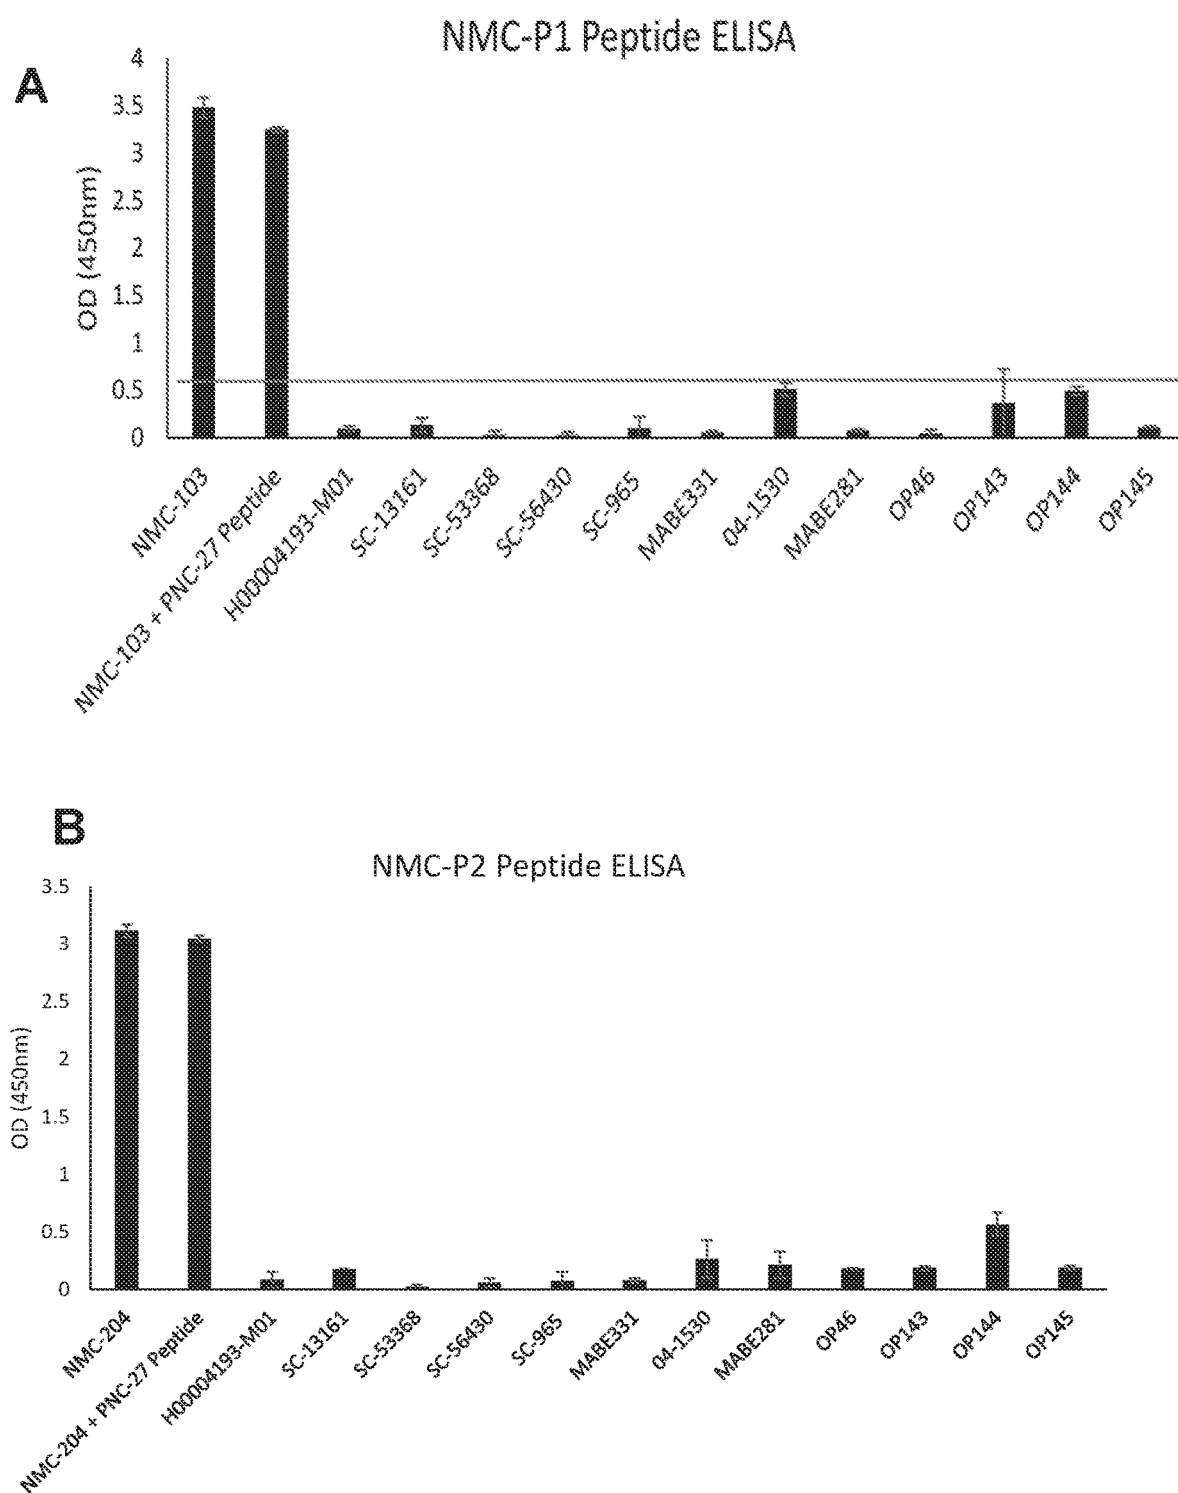 NMC-P1 Peptide ELISA
A
4
3.5
3
2.5
2
1.5
1
0.5
0
OD (450nm)
NMC-103
NMC-103 + PNC-27 Peptide
H00004193-M01
SC-13161
SC-53368
SC-56430
SC-965
MABE331
04-1530
MABE281
OP46
OP143
OP144
OP145
B
NMC-P2 Peptide ELISA
3.5
3
2.5
2
1.5
1
0.5
0
OD (450nm)
NMC-204
NMC-204 + PNC-27 Peptide
H00004193-M01
SC-13161
SC-53368
SC-56430
SC-965
MABE331
04-1530
MABE281
OP46
OP143
OP144
OP145